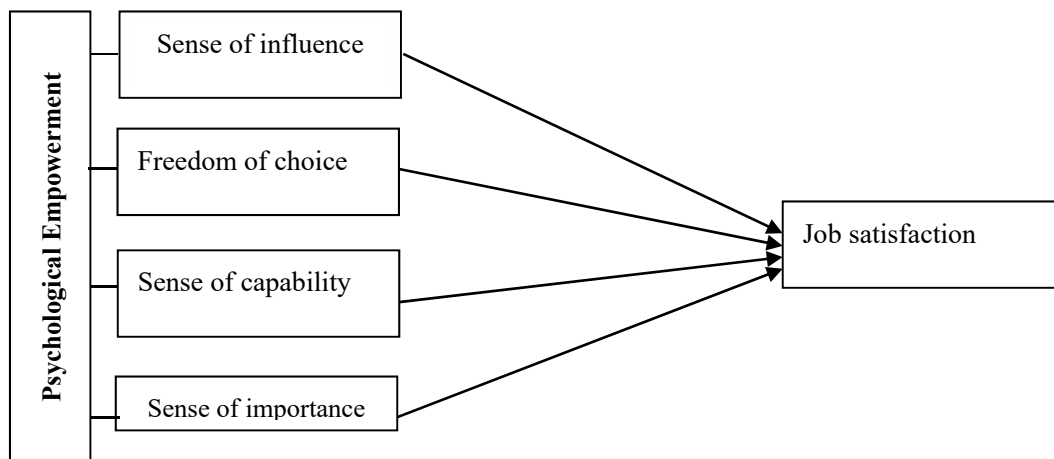 Psychological Empowerment
Sense of influence
Freedom of choice
Sense of capability
Sense of importance
Job satisfaction